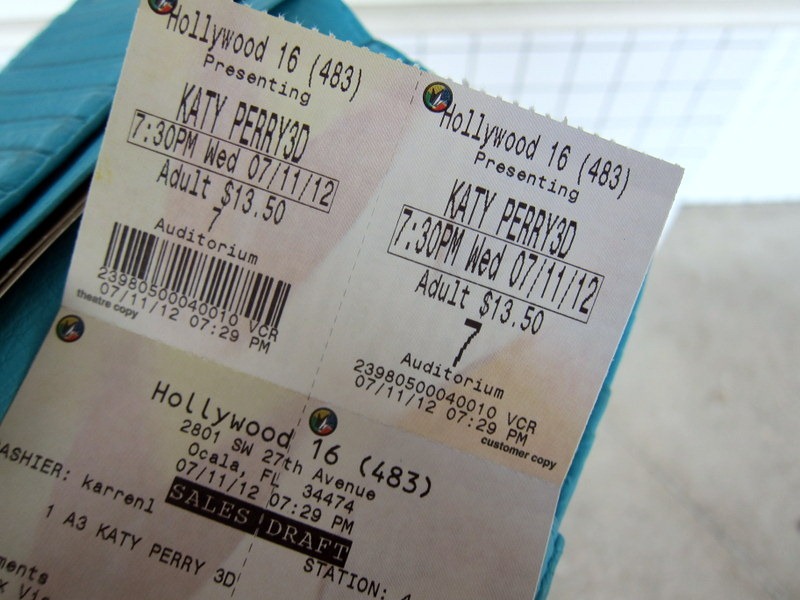 Hollywood 16 (483)
Presenting
KATY PERRY3D
7:30PM Wed 07/11/12
Adult $13.50
7
Auditorium
23980500040010 VCR
07/11/12 07:29 PM
theatre copy
Hollywood 16 (483)
Presenting
KATY PERRY3D
7:30PM Wed 07/11/12
Adult $13.50
7
Auditorium
23980500040010 VCR
07/11/12 07:29 PM
customer copy
Hollywood 16 (483)
2801 SW 27th Avenue
Ocala, FL 34474
07/11/12 07:29 PM
ASHIER: karrenl
SALES DRAFT
STATION:
1 A3 KATY PERRY 3D
ments